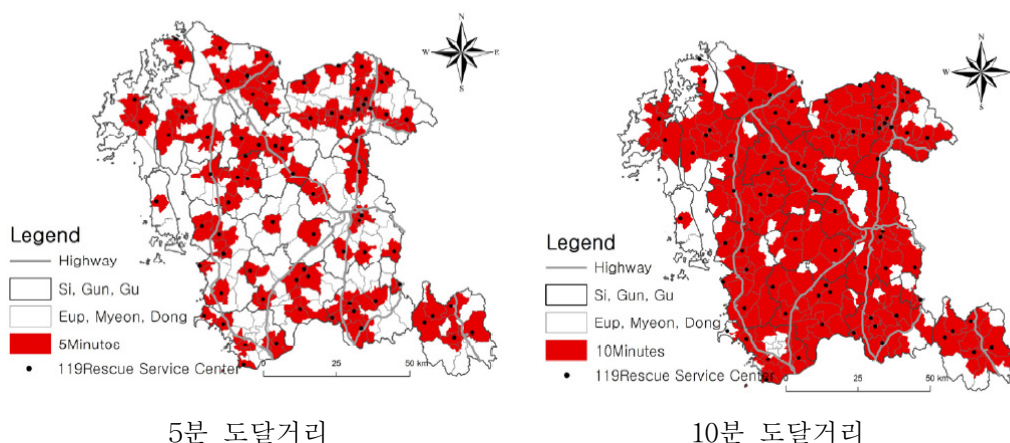 N
W
E
S
Legend
Highway
Si, Gun, Gu
Eup, Myeon, Dong
5Minutes
119Rescue Service Center
0
25
50 km
5분 도달거리
N
W
E
S
Legend
Highway
Si, Gun, Gu
Eup, Myeon, Dong
10Minutes
119Rescue Service Center
0
25
50 km
10분 도달거리